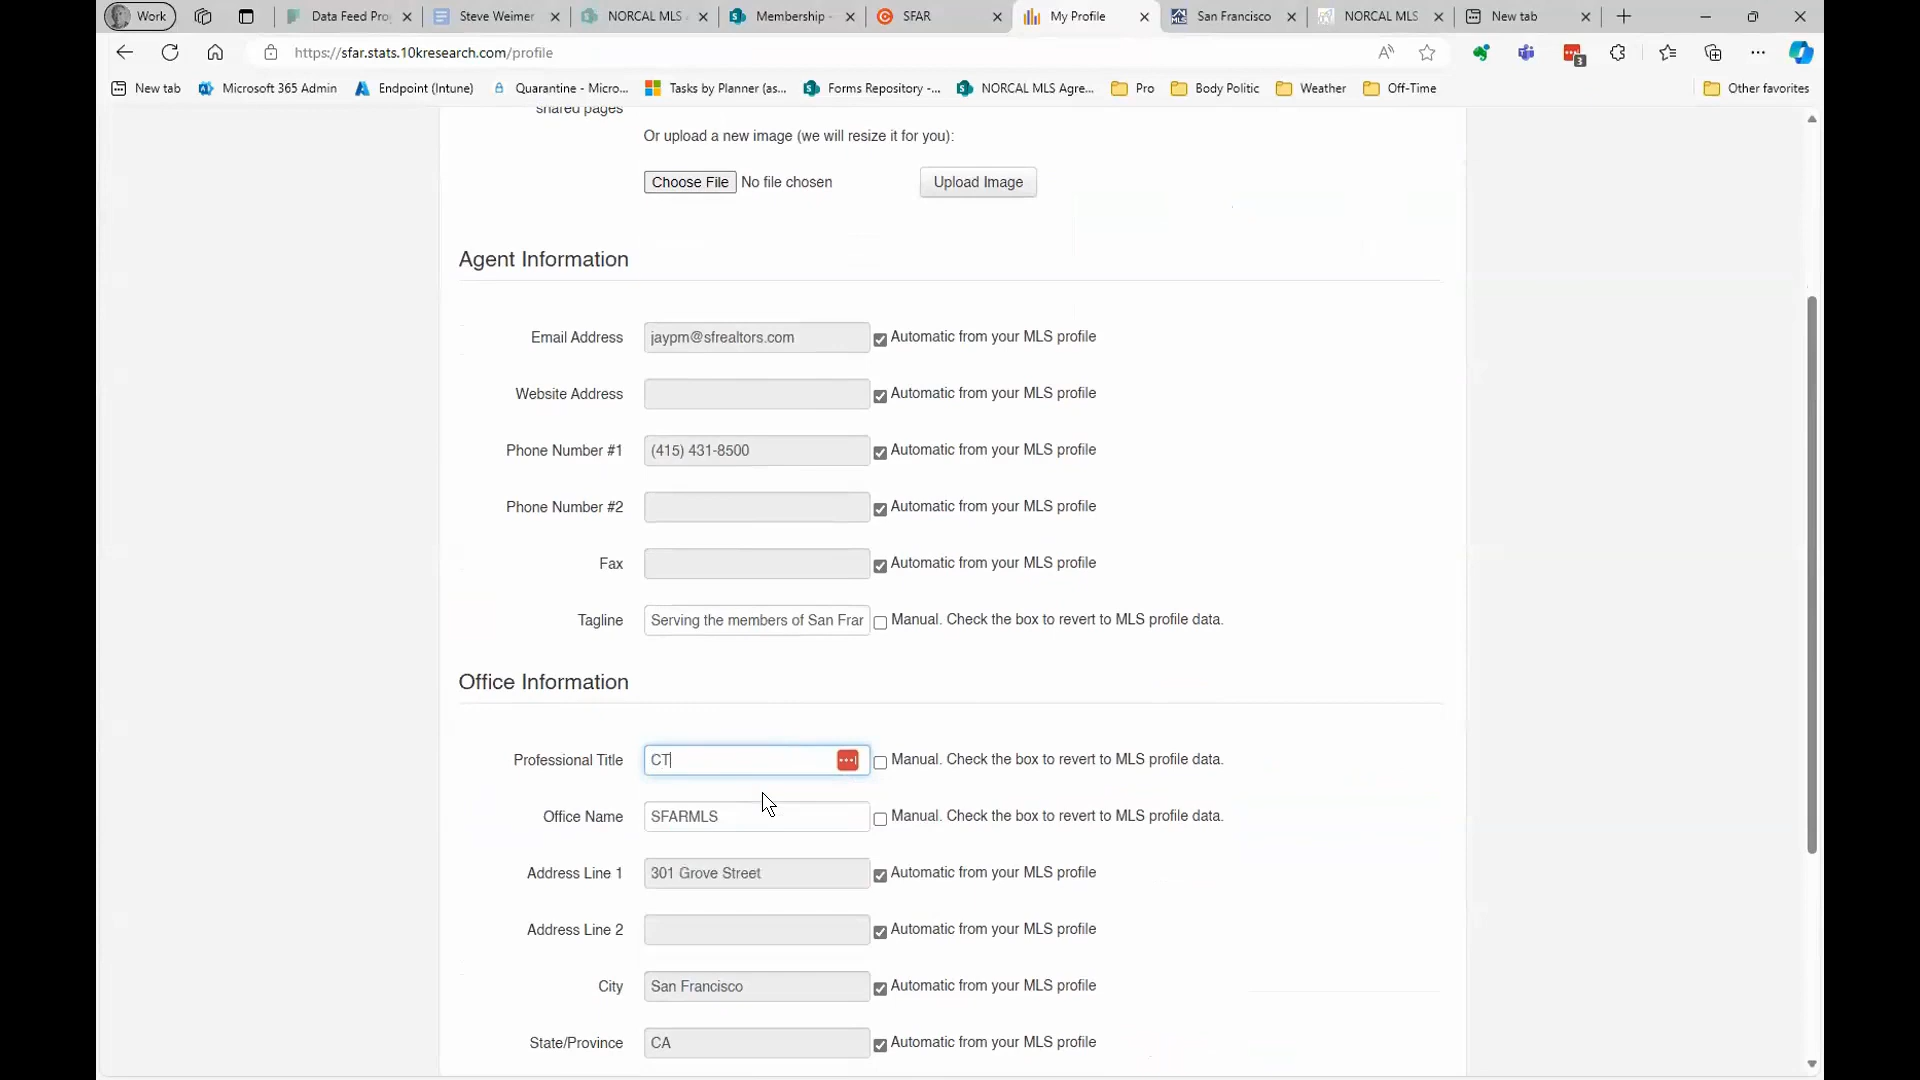 Work
Data Feed Pro
Steve Weimer
NORCAL MLS
Membership -
SFAR
My Profile
San Francisco
NORCAL MLS
New tab
https://sfar.stats.10kresearch.com/profile
3
New tab
Microsoft 365 Admin
Endpoint (Intune)
Quarantine - Micro...
Tasks by Planner (as...
Forms Repository -...
NORCAL MLS Agre...
Pro
Body Politic
Weather
Off-Time
Other favorites
shared pages
Or upload a new image (we will resize it for you):
Choose File No file chosen
Upload Image
Agent Information
Email Address jaypm@sfrealtors.com Automatic from your MLS profile
Website Address Automatic from your MLS profile
Phone Number #1 (415) 431-8500 Automatic from your MLS profile
Phone Number #2 Automatic from your MLS profile
Fax Automatic from your MLS profile
Tagline Serving the members of San Fran Manual. Check the box to revert to MLS profile data.
Office Information
Professional Title CT Manual. Check the box to revert to MLS profile data.
Office Name SFARMLS Manual. Check the box to revert to MLS profile data.
Address Line 1 301 Grove Street Automatic from your MLS profile
Address Line 2 Automatic from your MLS profile
City San Francisco Automatic from your MLS profile
State/Province CA Automatic from your MLS profile